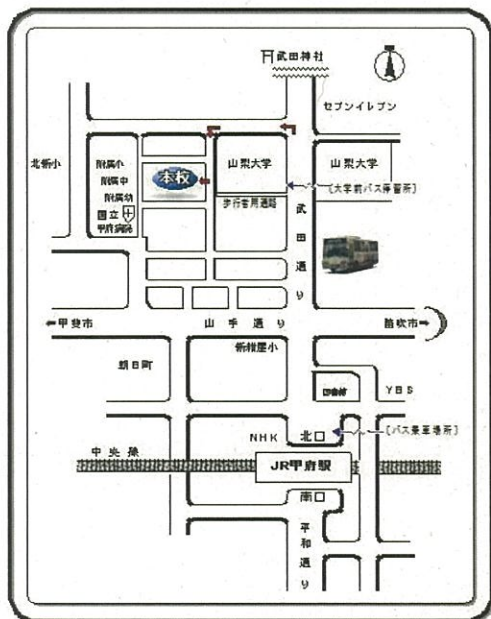 武田神社
セブンイレブン
北新小
附属小
附属中
附属幼
国立
甲府病院
本校
山梨大学
山梨大学
[大学前バス停留所]
歩行者用通路
武田通り
←甲斐市
山手通り
笛吹市→
新紺屋小
朝日町
図書館
YBS
NHK
北口
[バス乗車場所]
中央線
JR甲府駅
南口
平和通り